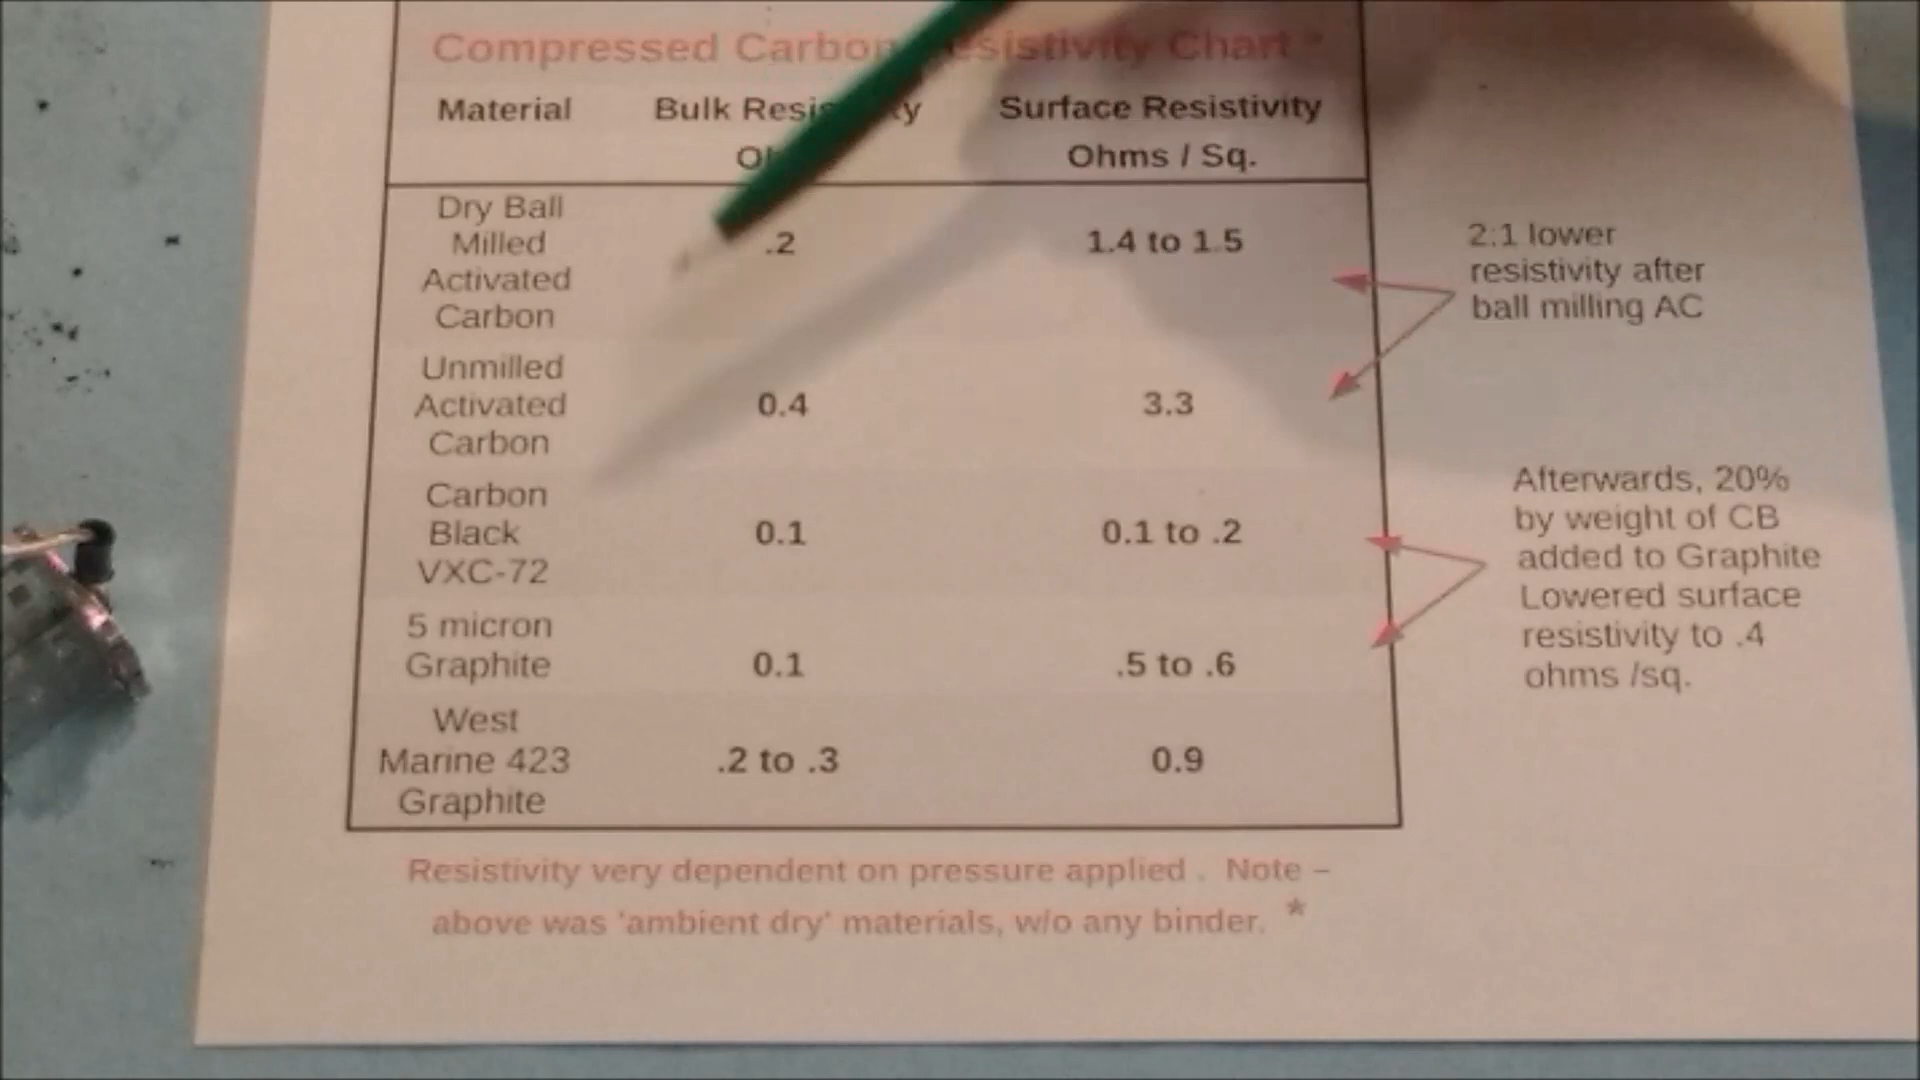 Compressed Carbon Resistivity Chart *
Material Bulk Resistivity Surface Resistivity
Ohms / Sq.
Dry Ball
Milled .2 1.4 to 1.5
Activated
Carbon
2:1 lower
resistivity after
ball milling AC
Unmilled
Activated 0.4 3.3
Carbon
Carbon
Black 0.1 0.1 to .2
VXC-72
5 micron
Graphite 0.1 .5 to .6
Afterwards, 20%
by weight of CB
added to Graphite
Lowered surface
resistivity to .4
ohms /sq.
West
Marine 423 .2 to .3 0.9
Graphite
Resistivity very dependent on pressure applied . Note –
above was 'ambient dry' materials, w/o any binder. *